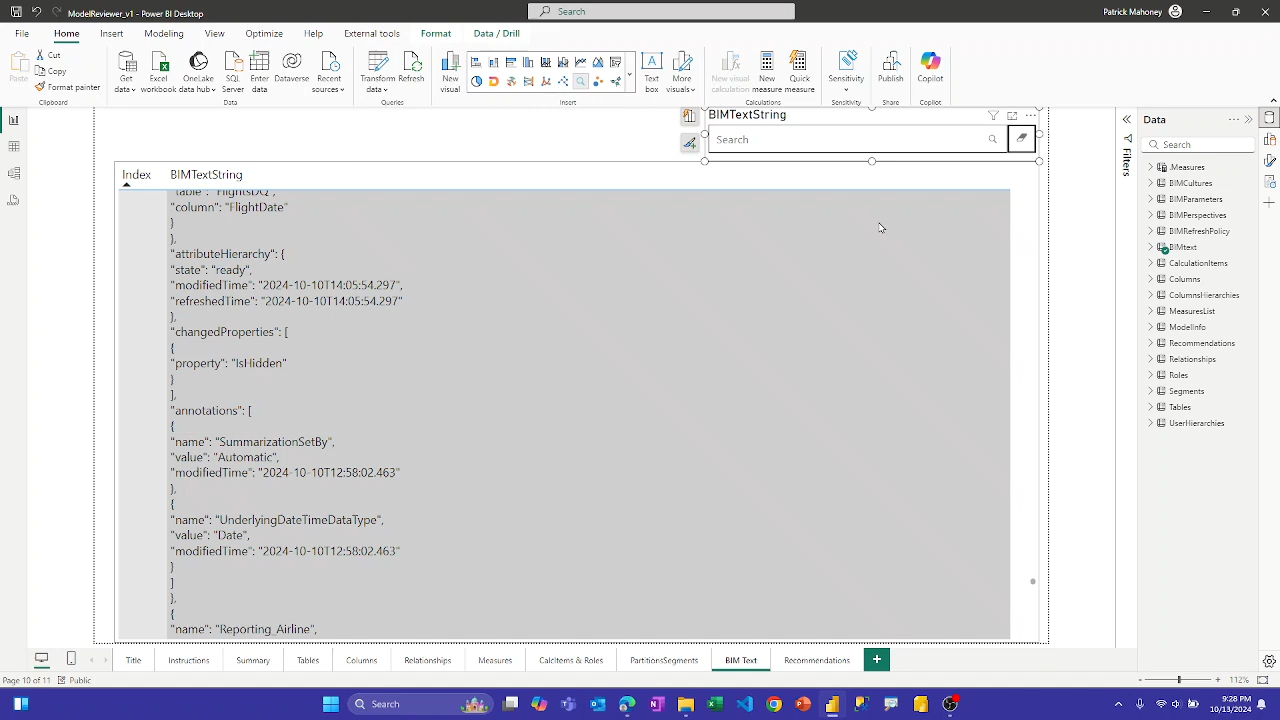 ModeReviewer_v1 - Power BI Desktop
Search
Patrick Mahoney
File
Home
Insert
Modeling
View
Optimize
Help
External tools
Format
Data / Drill
Paste
Cut
Copy
Format painter
Clipboard
Get data
Excel workbook
OneLake data hub
SQL Server
Enter data
Dataverse
Recent sources
Data
Transform data
Refresh
Queries
New visual
Text box
More visuals
Insert
New visual calculation
New measure
Quick measure
Calculations
Sensitivity
Sensitivity
Publish
Share
Copilot
Copilot
BIMTextString
Search
Index BIMTextString
"table": "FlightsDQ",
"column": "FlightDate"
}
},
"attributeHierarchy": {
"state": "ready",
"modifiedTime": "2024-10-10T14:05:54.297",
"refreshedTime": "2024-10-10T14:05:54.297"
},
"changedProperties": [
{
"property": "IsHidden"
}
],
"annotations": [
{
"name": "SummarizationSetBy",
"value": "Automatic",
"modifiedTime": "2024-10-10T12:58:02.463"
},
{
"name": "UnderlyingDateTimeDataType",
"value": "Date",
"modifiedTime": "2024-10-10T12:58:02.463"
}
]
},
{
"name": "Reporting_Airline",
Filters
Data
Search
.Measures
BIMCultures
BIMParameters
BIMPerspectives
BIMRefreshPolicy
BIMtext
CalculationItems
Columns
ColumnsHierarchies
MeasuresList
ModelInfo
Recommendations
Relationships
Roles
Segments
Tables
UserHierarchies
Title
Instructions
Summary
Tables
Columns
Relationships
Measures
CalcItems & Roles
PartitionsSegments
BIM Text
Recommendations
Page 10 of 11
Public
112%
Search
9:28 PM
10/13/2024